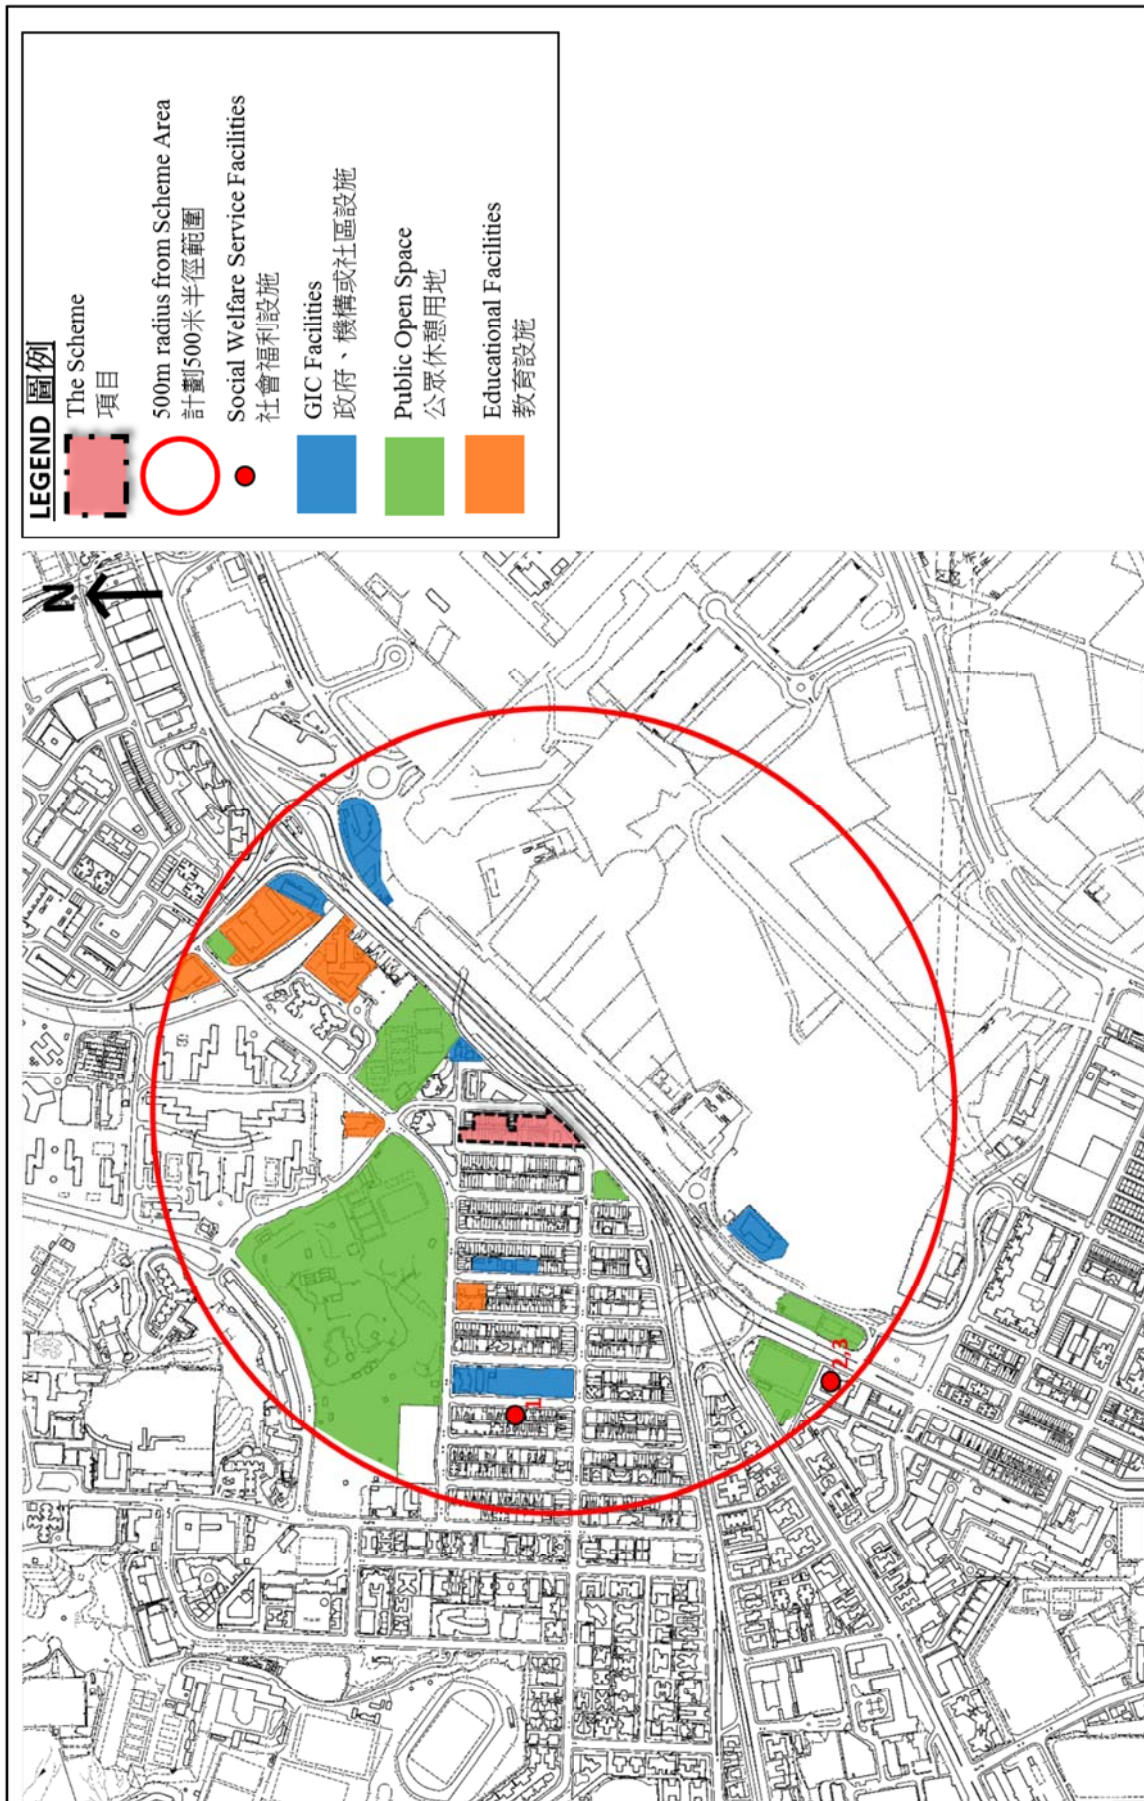 LEGEND 圖例
The Scheme
項目
500m radius from Scheme Area
計劃500米半徑範圍
Social Welfare Service Facilities
社會福利設施
GIC Facilities
政府、機構或社區設施
Public Open Space
公眾休憩用地
Educational Facilities
教育設施
N
1
2,3